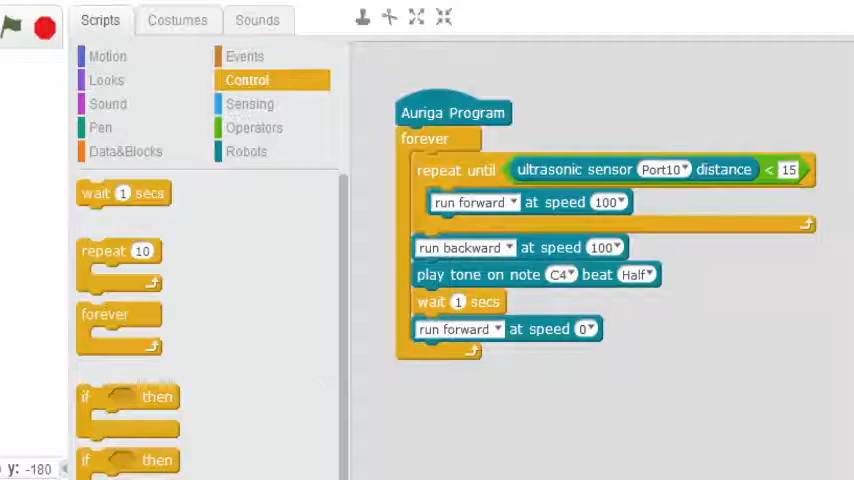 Scripts Costumes Sounds
Motion Events
Looks Control
Sound Sensing
Pen Operators
Data&Blocks Robots
wait 1 secs
repeat 10
forever
if then
if then
y: -180
Auriga Program
forever
repeat until ultrasonic sensor Port10 distance < 15
run forward at speed 100
run backward at speed 100
play tone on note C4 beat Half
wait 1 secs
run forward at speed 0